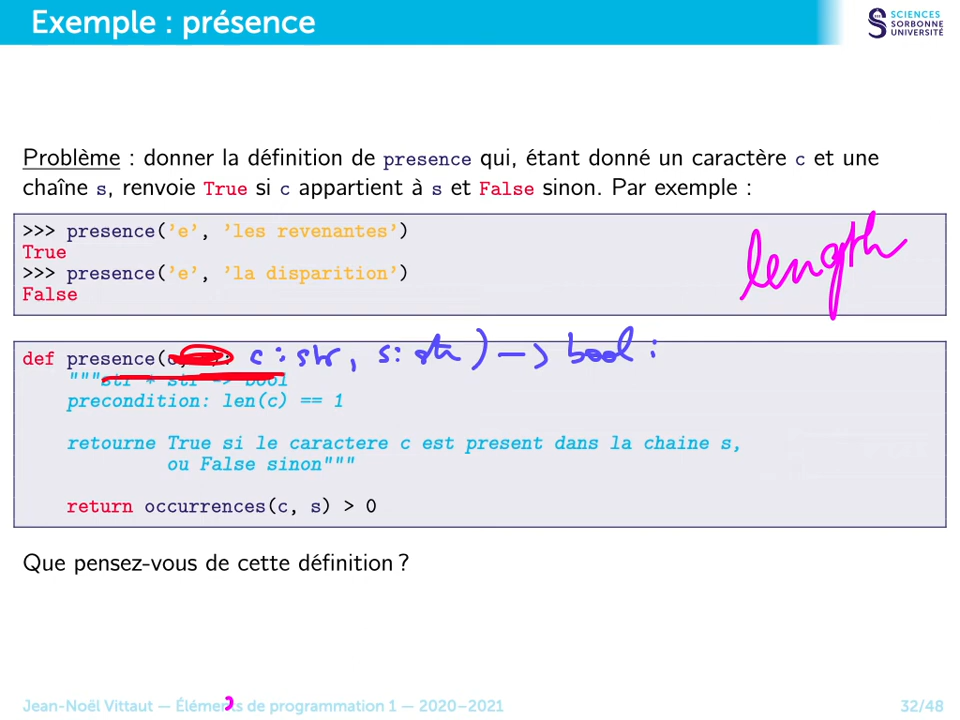 Exemple : présence
SCIENCES
SORBONNE
UNIVERSITÉ
Problème : donner la définition de presence qui, étant donné un caractère c et une
chaîne s, renvoie True si c appartient à s et False sinon. Par exemple :
>>> presence('e', 'les revenantes')
True
>>> presence('e', 'la disparition')
False
length
def presence(c, : c : str, s : str) -> bool :
"""str * str -> bool
precondition: len(c) == 1
retourne True si le caractere c est present dans la chaine s,
ou False sinon"""
return occurrences(c, s) > 0
Que pensez-vous de cette définition ?
Jean-Noël Vittaut — Éléments de programmation 1 — 2020–2021
32/48